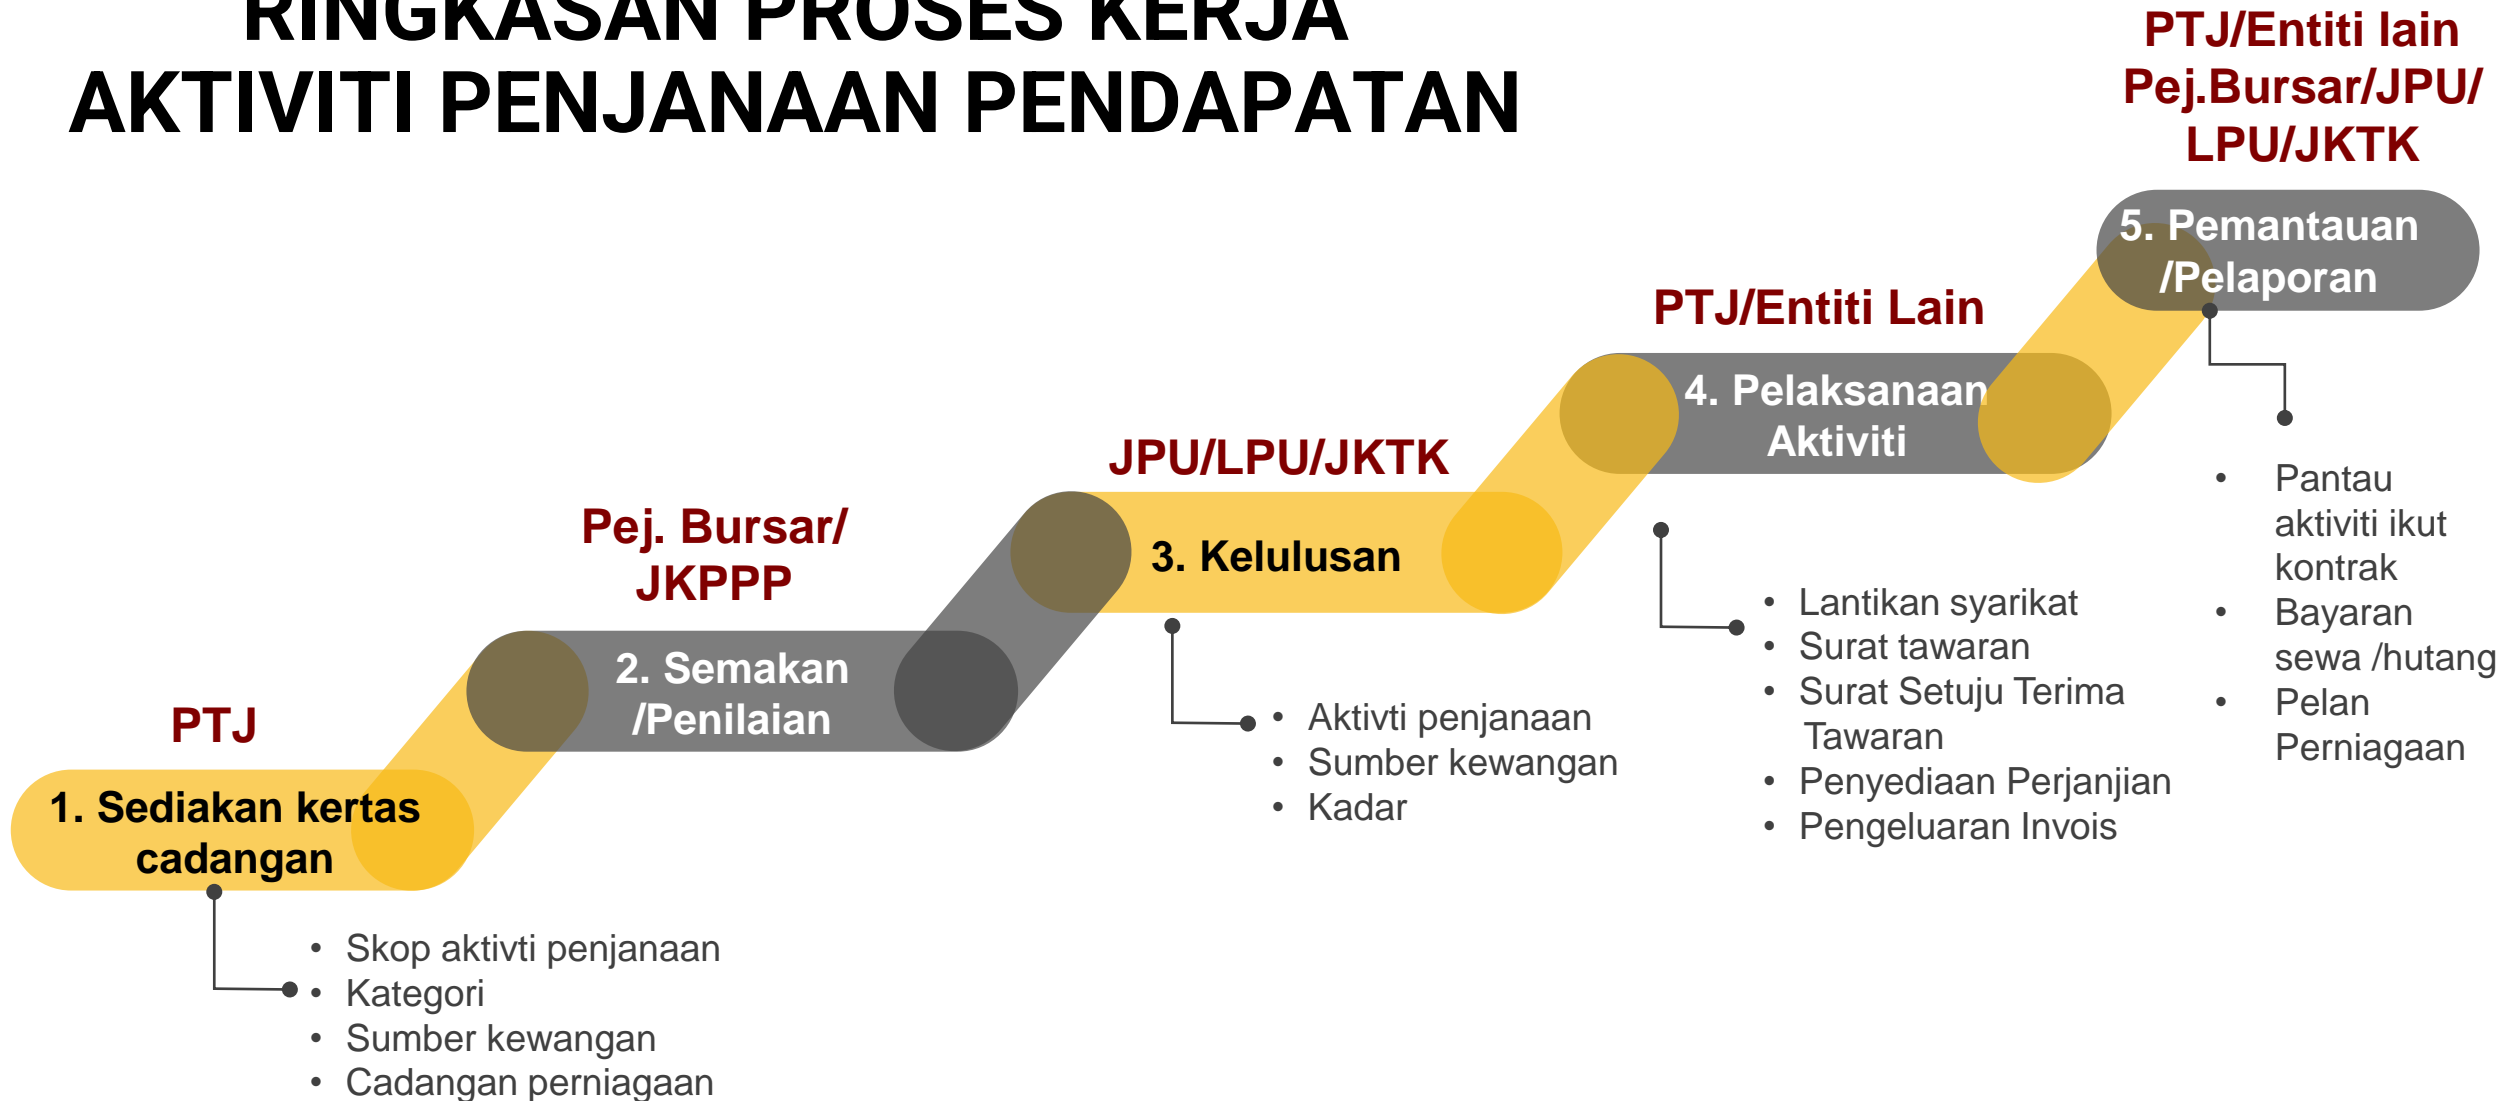 RINGKASAN PROSES KERJA
AKTIVITI PENJANAAN PENDAPATAN
PTJ
1. Sediakan kertas
cadangan
• Skop aktivti penjanaan
• Kategori
• Sumber kewangan
• Cadangan perniagaan
Pej. Bursar/
JKPPP
2. Semakan
/Penilaian
JPU/LPU/JKTK
3. Kelulusan
• Aktivti penjanaan
• Sumber kewangan
• Kadar
PTJ/Entiti Lain
4. Pelaksanaan
Aktiviti
• Lantikan syarikat
• Surat tawaran
• Surat Setuju Terima
Tawaran
• Penyediaan Perjanjian
• Pengeluaran Invois
PTJ/Entiti lain
Pej.Bursar/JPU/
LPU/JKTK
5. Pemantauan
/Pelaporan
• Pantau
aktiviti ikut
kontrak
• Bayaran
sewa /hutang
• Pelan
Perniagaan